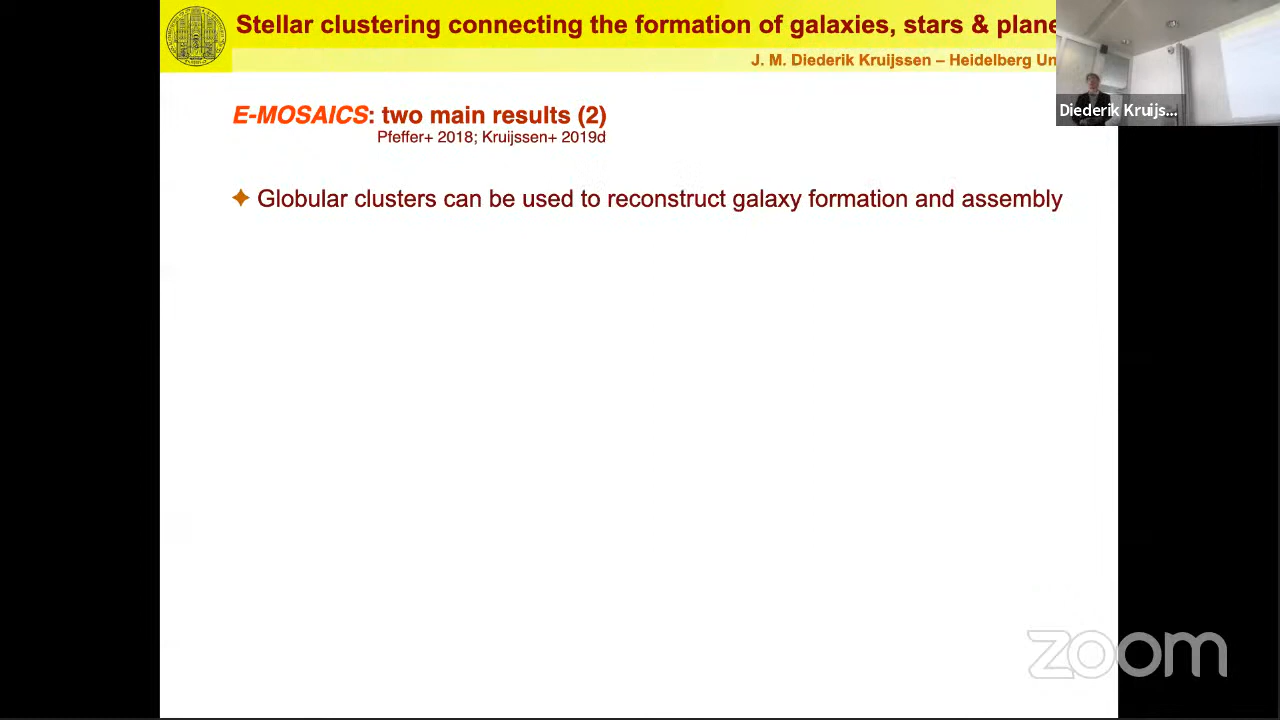 Stellar clustering connecting the formation of galaxies, stars & plane
J. M. Diederik Kruijssen – Heidelberg Un
Diederik Kruijs...
E-MOSAICS: two main results (2)
Pfeffer+ 2018; Kruijssen+ 2019d
✦ Globular clusters can be used to reconstruct galaxy formation and assembly
zoom